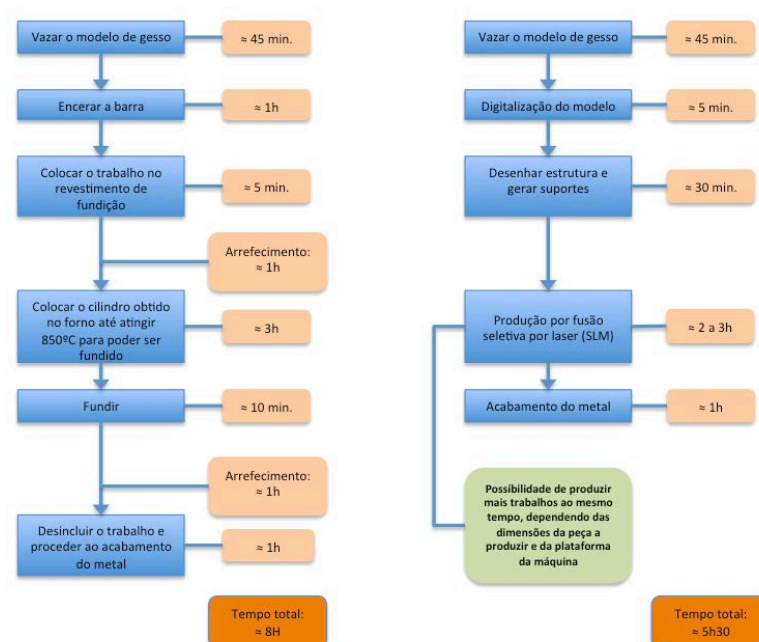 Vazar o modelo de gesso
≈ 45 min.
Encerar a barra
≈ 1h
Colocar o trabalho no
revestimento de
fundição
≈ 5 min.
Arrefecimento:
≈ 1h
Colocar o cilindro obtido
no forno até atingir
850ºC para poder ser
fundido
≈ 3h
Fundir
≈ 10 min.
Arrefecimento:
≈ 1h
Desincluir o trabalho e
proceder ao acabamento
do metal
≈ 1h
Tempo total:
≈ 8H
Vazar o modelo de gesso
≈ 45 min.
Digitalização do modelo
≈ 5 min.
Desenhar estrutura e
gerar suportes
≈ 30 min.
Produção por fusão
seletiva por laser (SLM)
≈ 2 a 3h
Acabamento do metal
≈ 1h
Possibilidade de produzir
mais trabalhos ao mesmo
tempo, dependendo das
dimensões da peça a
produzir e da plataforma
da máquina
Tempo total:
≈ 5h30